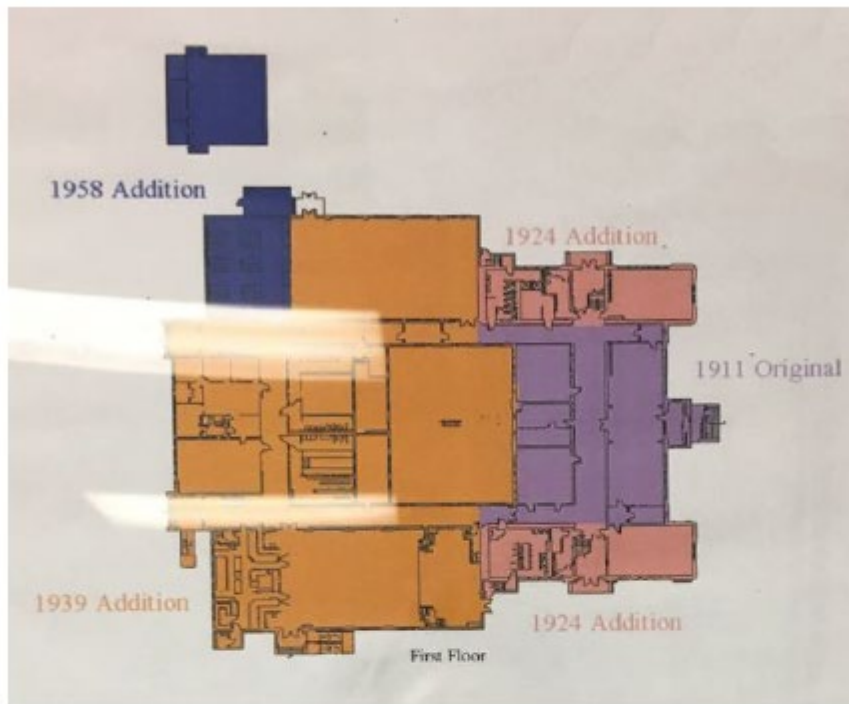 1958 Addition
1924 Addition
1911 Original
1939 Addition
1924 Addition
First Floor